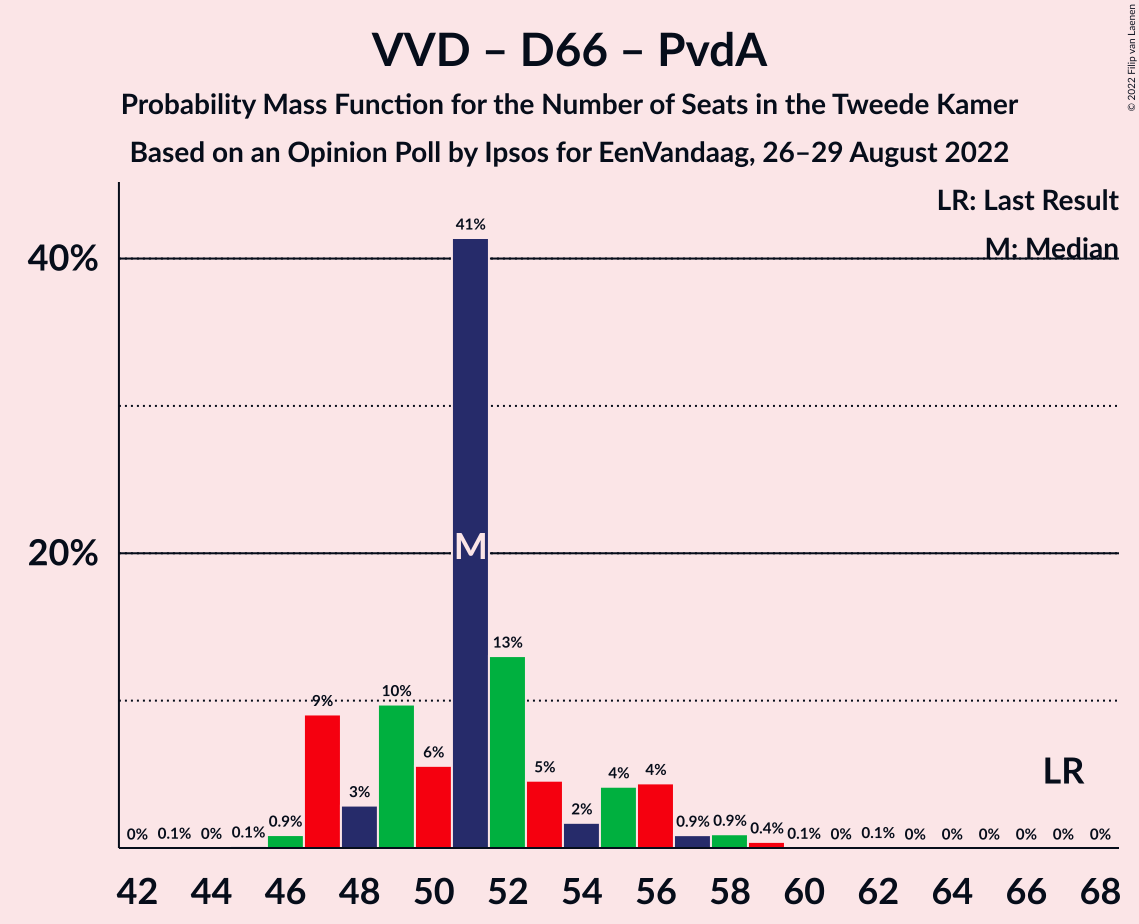 VVD – D66 – PvdA
Probability Mass Function for the Number of Seats in the Tweede Kamer
Based on an Opinion Poll by Ipsos for EenVandaag, 26–29 August 2022
© 2022 Filip van Laenen
LR: Last Result
M: Median
40%
20%
0% 0.1% 0% 0.1% 0.9% 9% 3% 10% 6% 41% 13% 5% 2% 4% 4% 0.9% 0.9% 0.4% 0.1% 0% 0.1% 0% 0% 0% 0% 0% 0%
M
LR
42 44 46 48 50 52 54 56 58 60 62 64 66 68